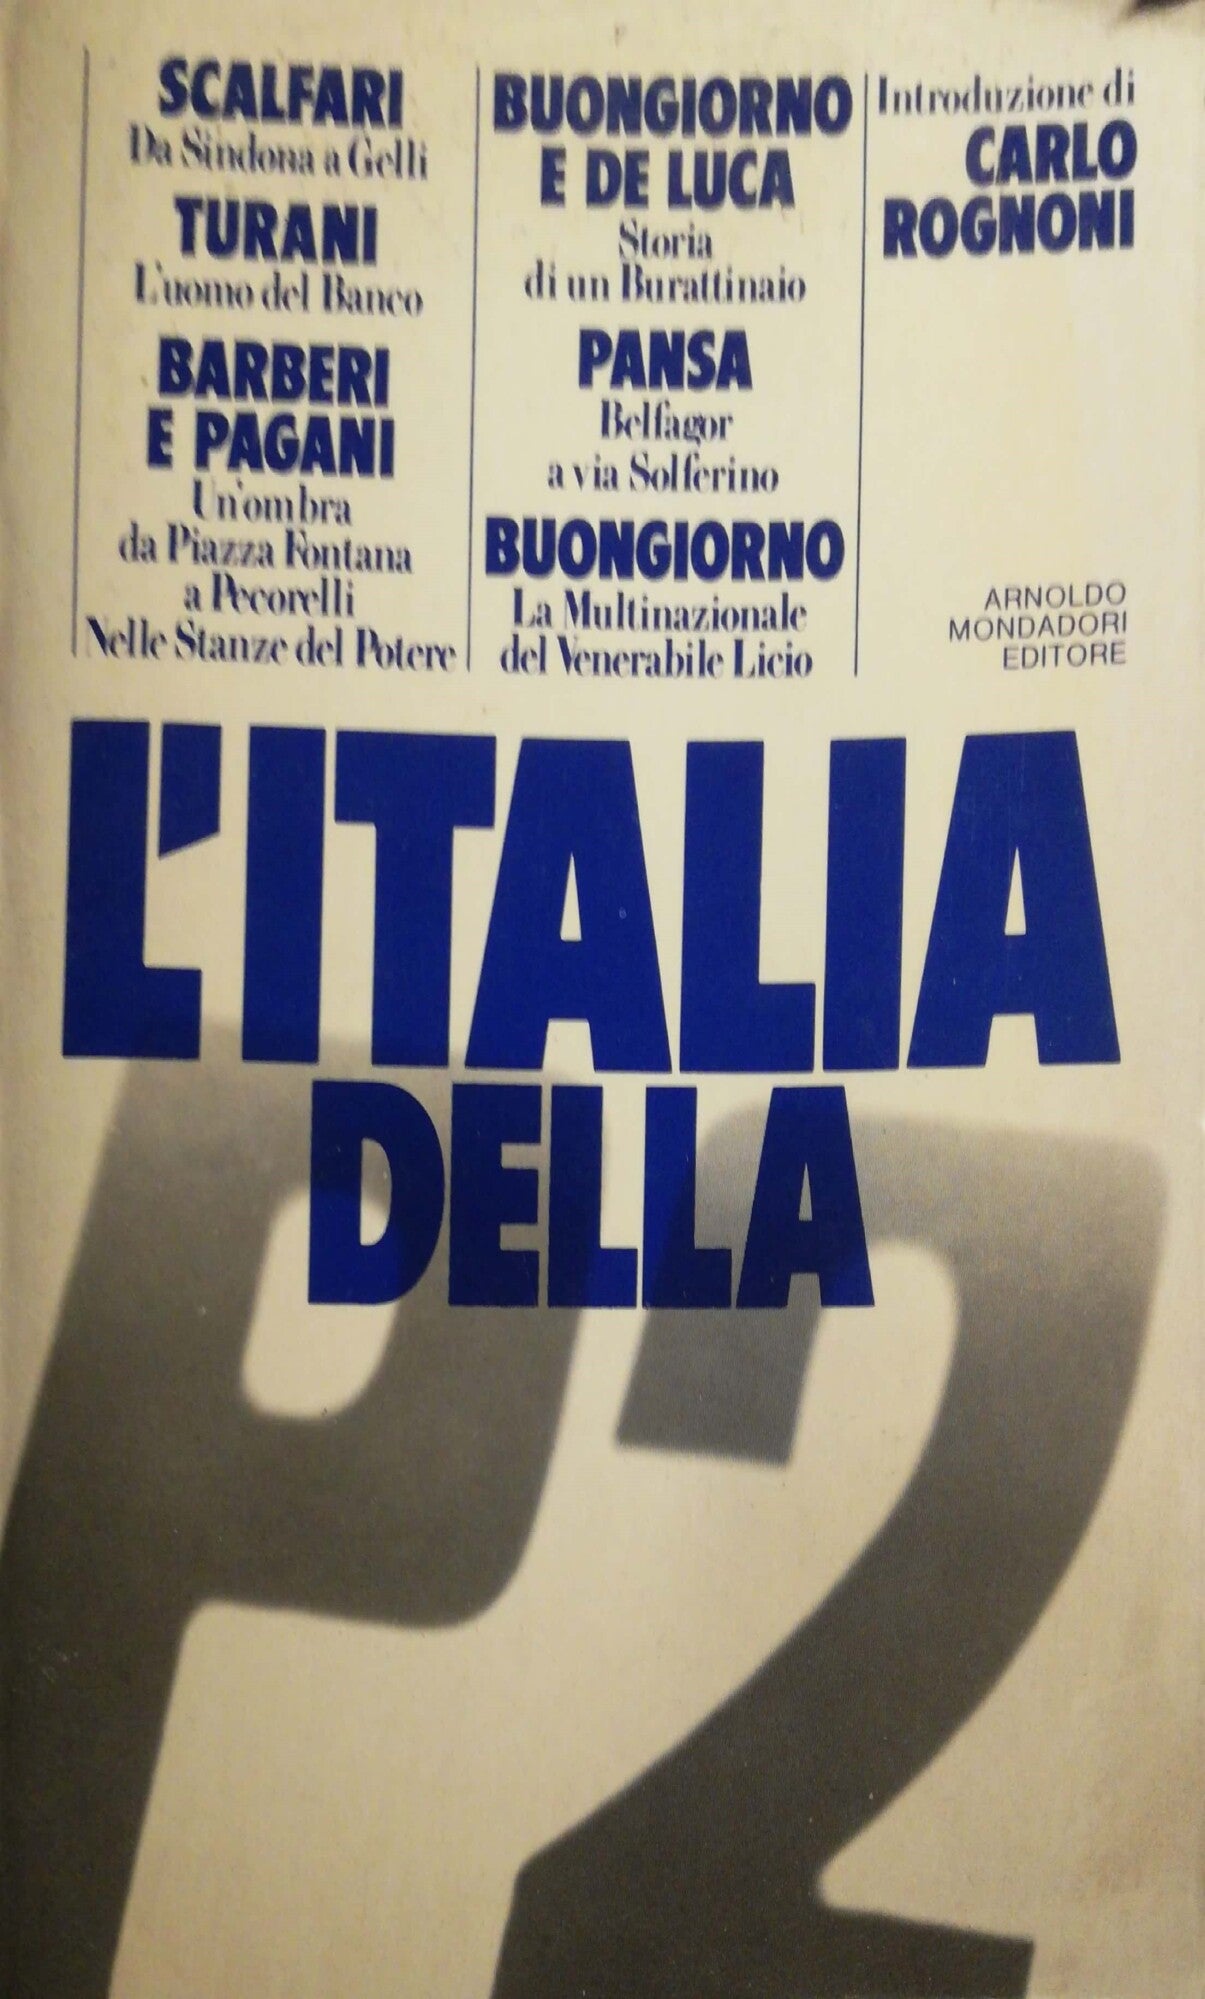 SCALFARI
Da Sindona a Gelli
TURANI
L'uomo del Banco
BARBERI
E PAGANI
Un'ombra
da Piazza Fontana
a Pecorelli
Nelle Stanze del Potere
BUONGIORNO
E DE LUCA
Storia
di un Burattinaio
PANSA
Belfagor
a via Solferino
BUONGIORNO
La Multinazionale
del Venerabile Licio
Introduzione di
CARLO
ROGNONI
ARNOLDO
MONDADORI
EDITORE
L'ITALIA
DELLA
P2